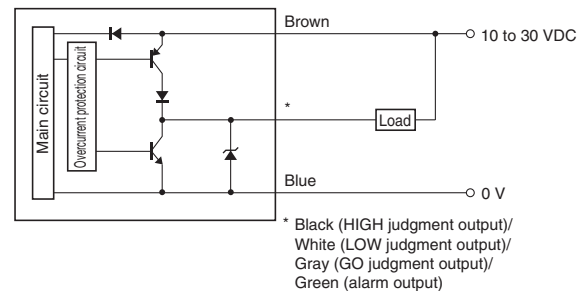 Brown
10 to 30 VDC
Main circuit
Overcurrent protection circuit
*
Load
Blue
0 V
* Black (HIGH judgment output)/
White (LOW judgment output)/
Gray (GO judgment output)/
Green (alarm output)